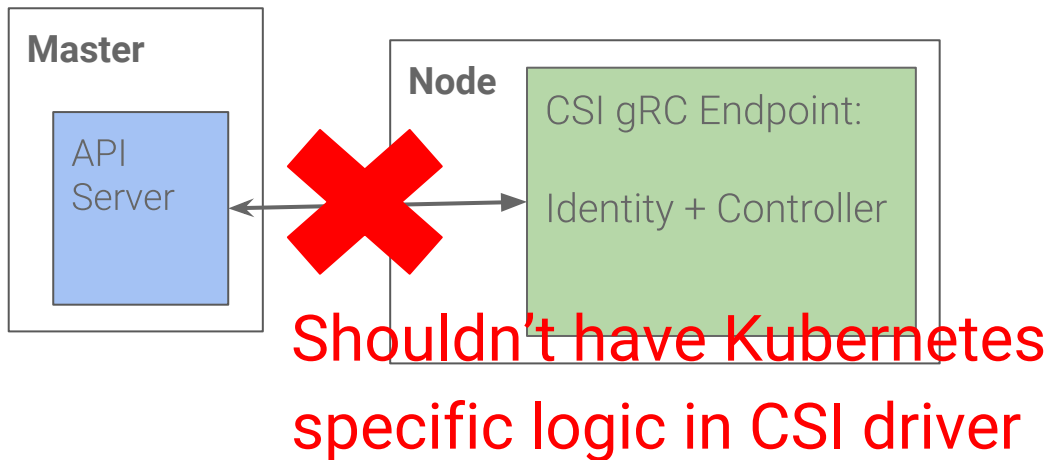 Master
API
Server
Node
CSI gRC Endpoint:
Identity + Controller
Shouldn't have Kubernetes
specific logic in CSI driver